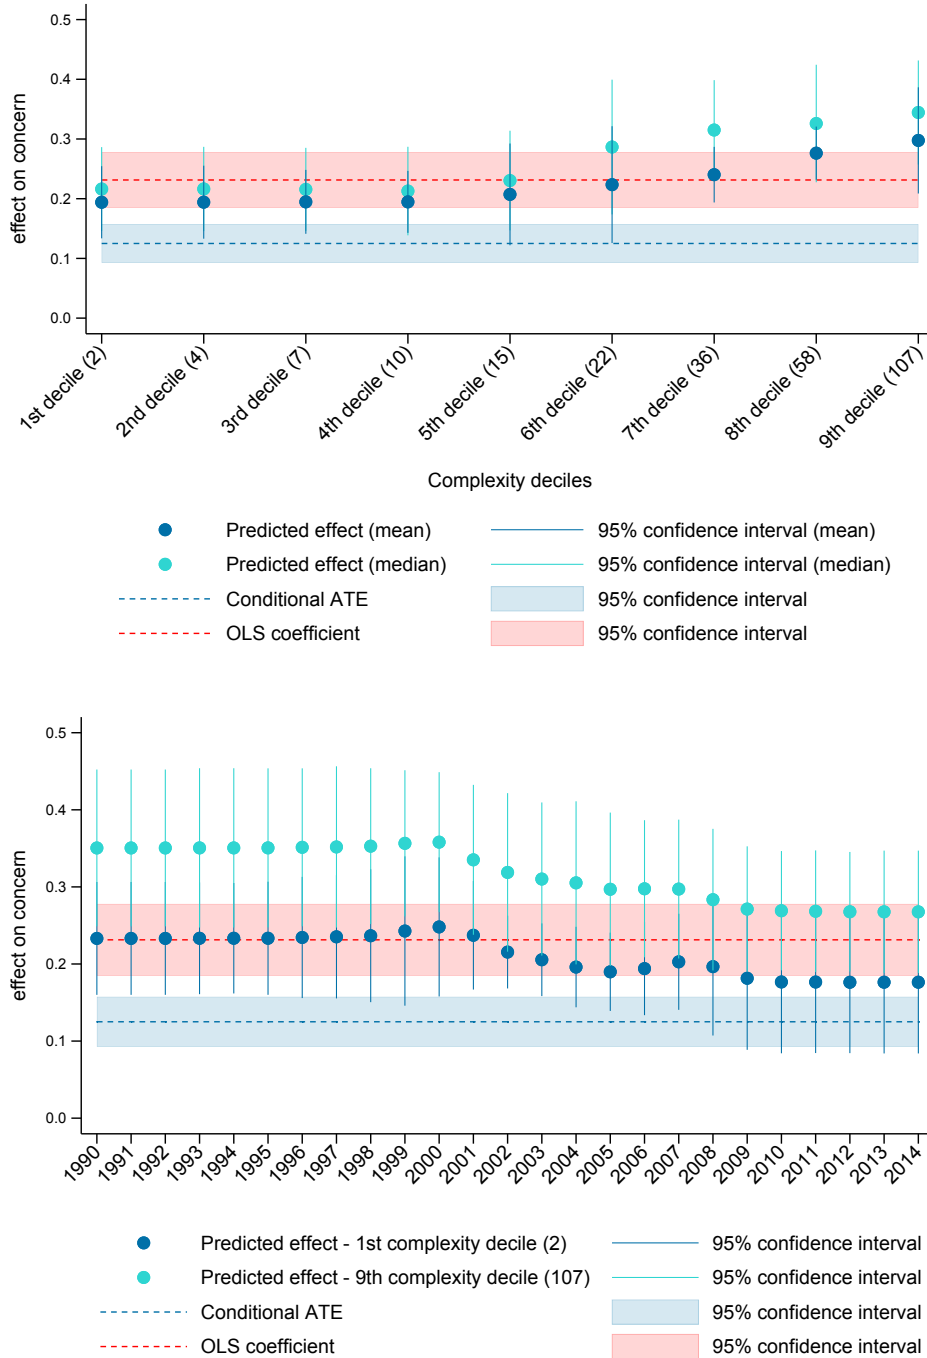 0.5
0.4
0.3
0.2
0.1
0.0
effect on concern
1st decile (2)
2nd decile (4)
3rd decile (7)
4th decile (10)
5th decile (15)
6th decile (22)
7th decile (36)
8th decile (58)
9th decile (107)
Complexity deciles
Predicted effect (mean) 95% confidence interval (mean)
Predicted effect (median) 95% confidence interval (median)
Conditional ATE 95% confidence interval
OLS coefficient 95% confidence interval
0.5
0.4
0.3
0.2
0.1
0.0
effect on concern
1990
1991
1992
1993
1994
1995
1996
1997
1998
1999
2000
2001
2002
2003
2004
2005
2006
2007
2008
2009
2010
2011
2012
2013
2014
Predicted effect - 1st complexity decile (2) 95% confidence interval
Predicted effect - 9th complexity decile (107) 95% confidence interval
Conditional ATE 95% confidence interval
OLS coefficient 95% confidence interval